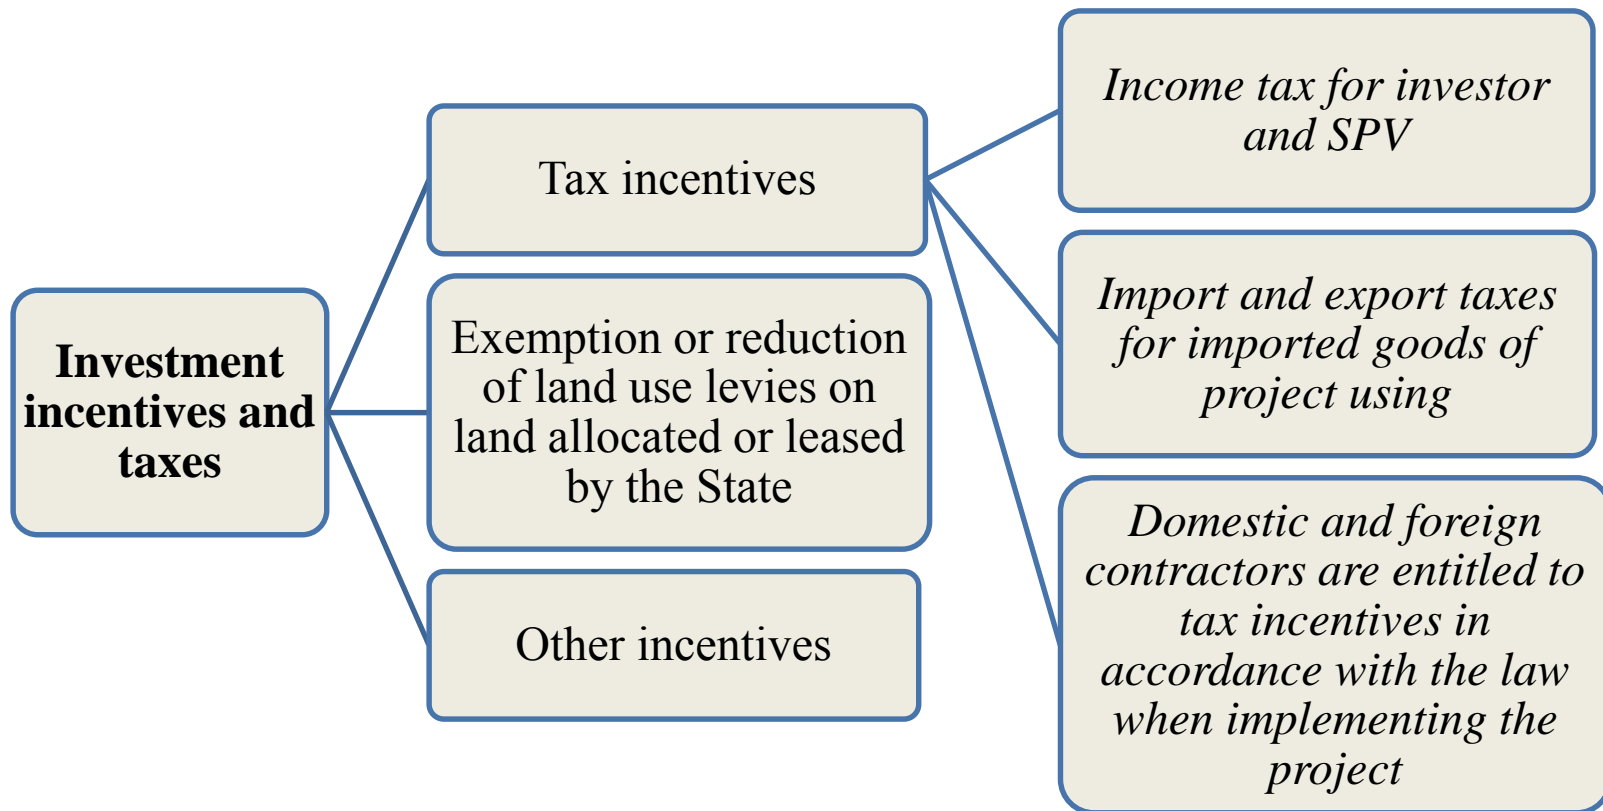 Investment
incentives and
taxes
Tax incentives
Exemption or reduction
of land use levies on
land allocated or leased
by the State
Other incentives
Income tax for investor
and SPV
Import and export taxes
for imported goods of
project using
Domestic and foreign
contractors are entitled to
tax incentives in
accordance with the law
when implementing the
project